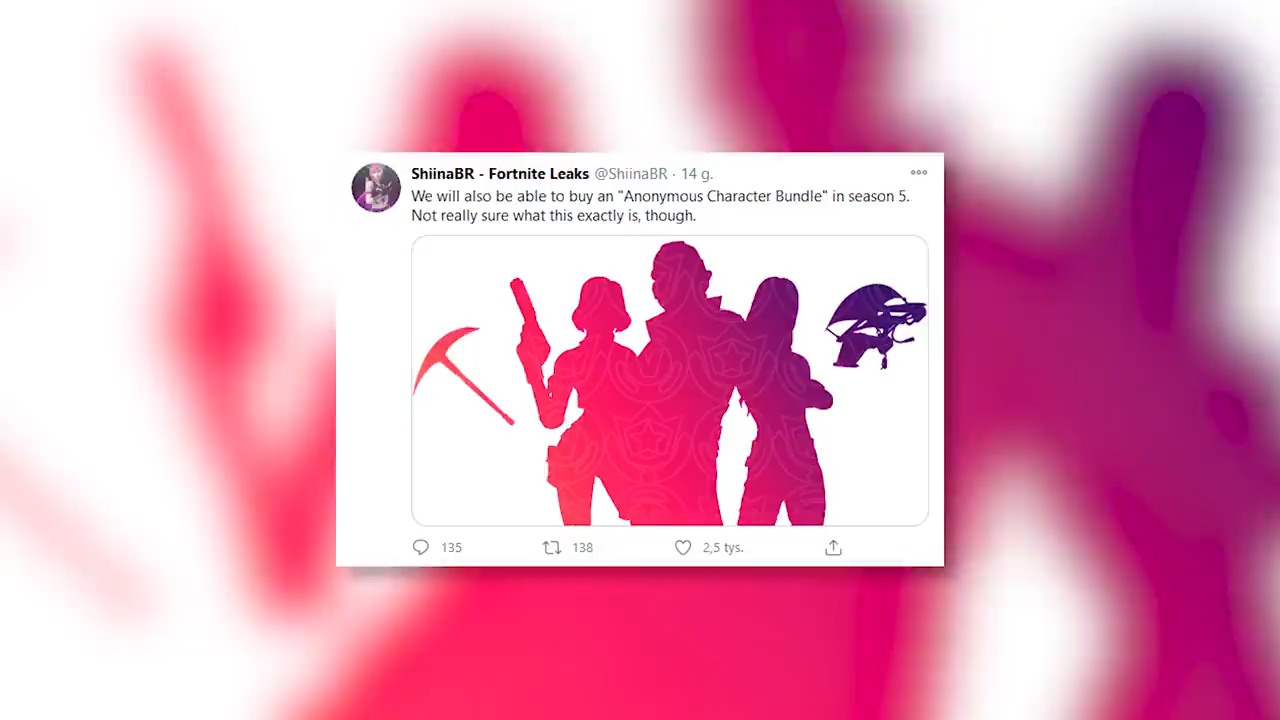 ShiinaBR - Fortnite Leaks @ShiinaBR · 14 g.
We will also be able to buy an "Anonymous Character Bundle" in season 5.
Not really sure what this exactly is, though.
135 138 2,5 tys.